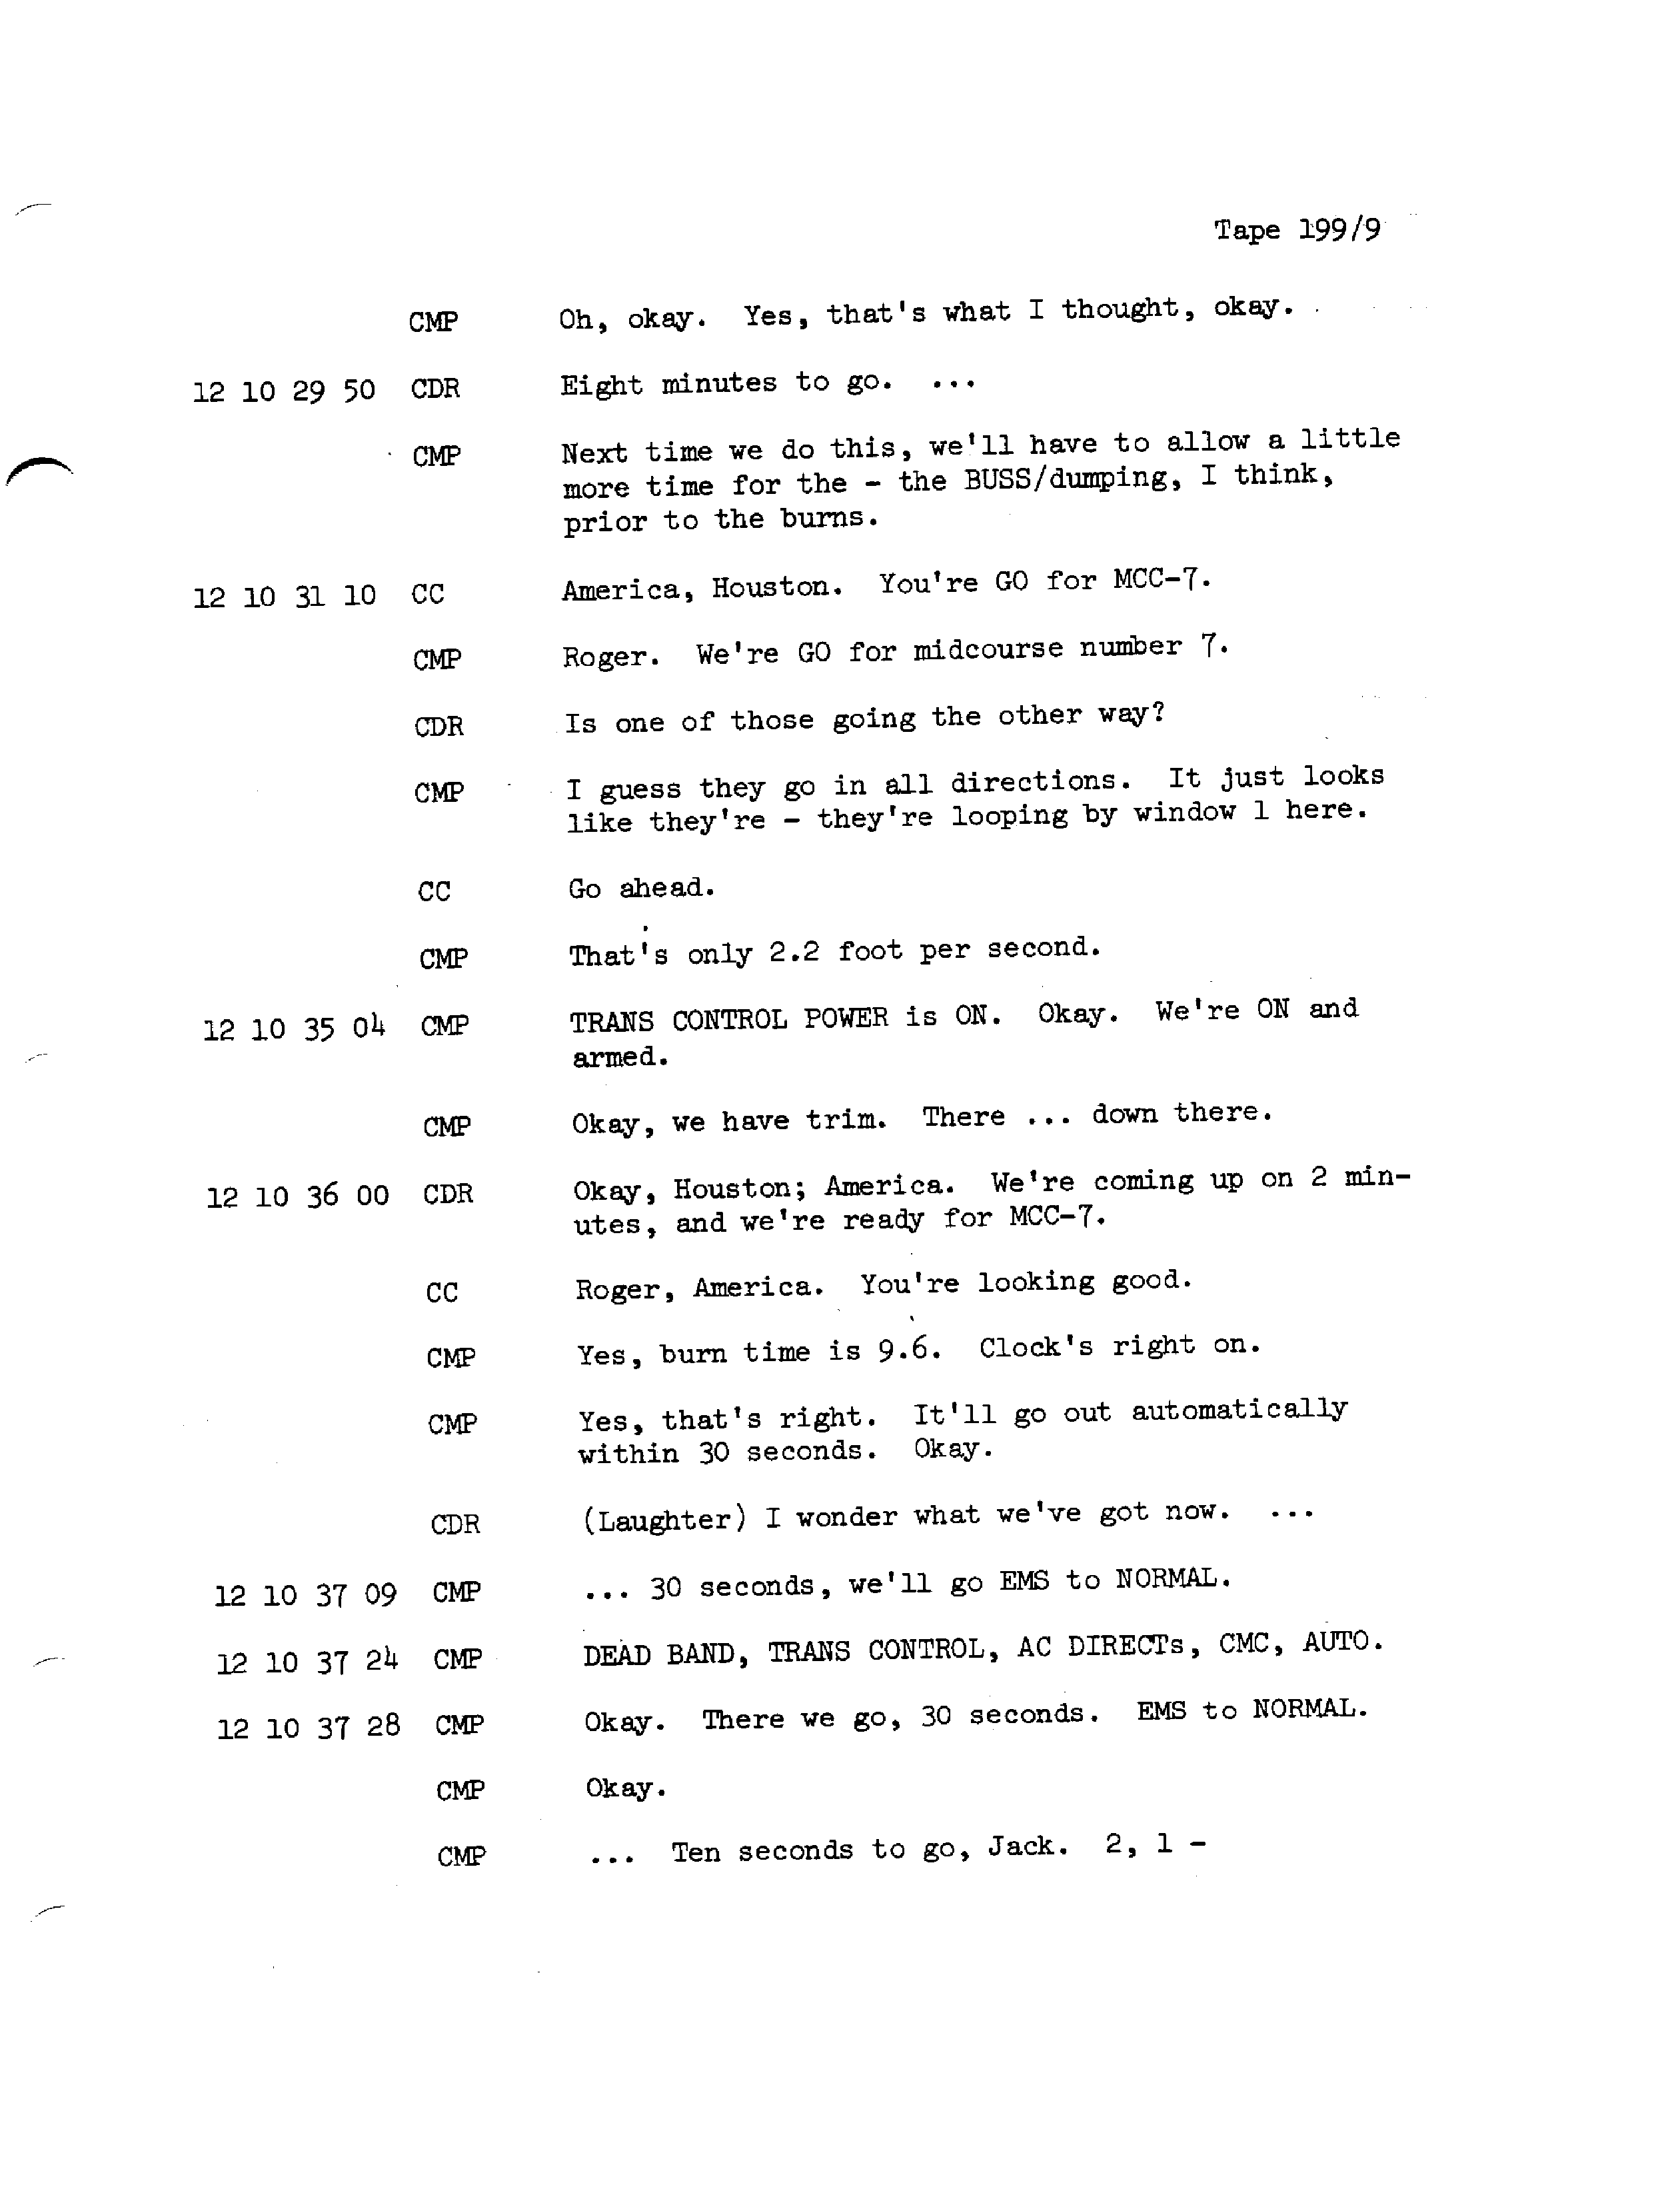 Tape 199/9
CMP Oh, okay. Yes, that's what I thought, okay.
12 10 29 50 CDR Eight minutes to go. ...
CMP Next time we do this, we'll have to allow a little
more time for the - the BUSS/dumping, I think,
prior to the burns.
12 10 31 10 CC America, Houston. You're GO for MCC-7.
CMP Roger. We're GO for midcourse number 7.
CDR Is one of those going the other way?
CMP I guess they go in all directions. It just looks
like they're - they're looping by window 1 here.
CC Go ahead.
CMP That's only 2.2 foot per second.
12 10 35 04 CMP TRANS CONTROL POWER is ON. Okay. We're ON and
armed.
CMP Okay, we have trim. There ... down there.
12 10 36 00 CDR Okay, Houston; America. We're coming up on 2 min-
utes, and we're ready for MCC-7.
CC Roger, America. You're looking good.
CMP Yes, burn time is 9.6. Clock's right on.
CMP Yes, that's right. It'll go out automatically
within 30 seconds. Okay.
CDR (Laughter) I wonder what we've got now. ...
12 10 37 09 CMP ... 30 seconds, we'll go EMS to NORMAL.
12 10 37 24 CMP DEAD BAND, TRANS CONTROL, AC DIRECTs, CMC, AUTO.
12 10 37 28 CMP Okay. There we go, 30 seconds. EMS to NORMAL.
CMP Okay.
CMP ... Ten seconds to go, Jack. 2, 1 -